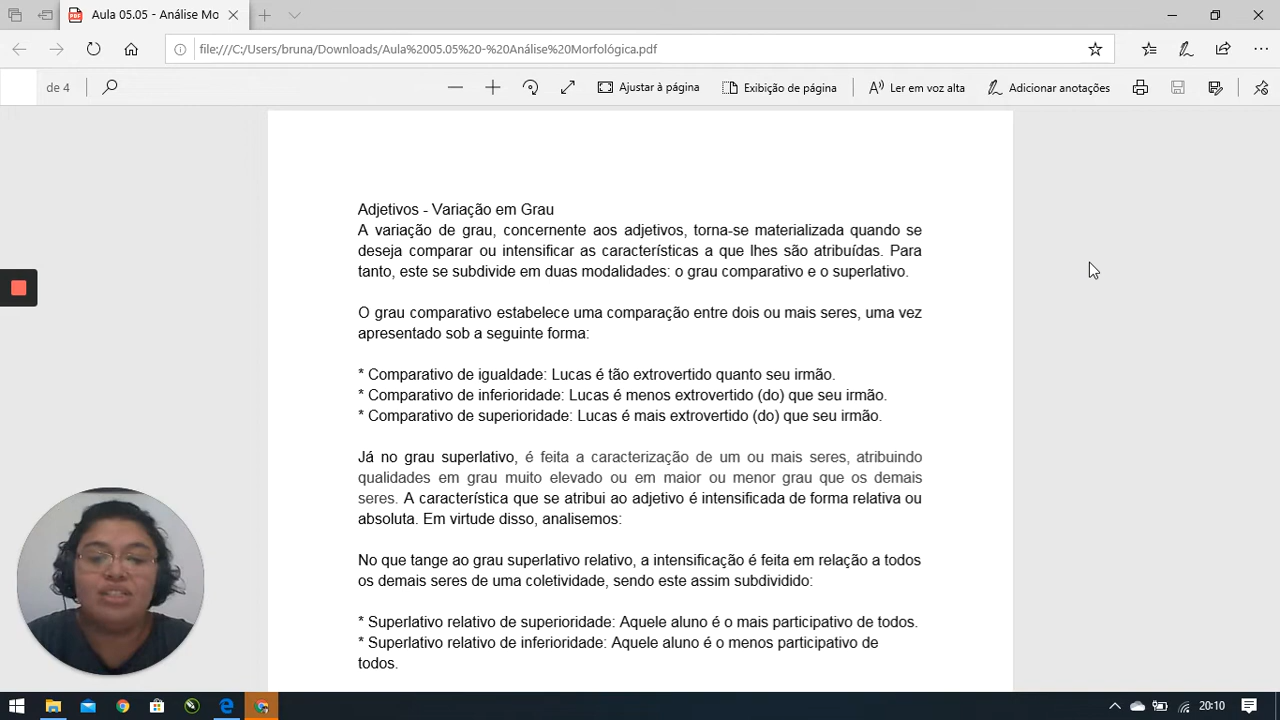 Aula 05.05 - Análise Mo
file:///C:/Users/bruna/Downloads/Aula%2005.05%20-%20Análise%20Morfológica.pdf
de 4
Ajustar à página
Exibição de página
Ler em voz alta
Adicionar anotações
Adjetivos - Variação em Grau
A variação de grau, concernente aos adjetivos, torna-se materializada quando se
deseja comparar ou intensificar as características a que lhes são atribuídas. Para
tanto, este se subdivide em duas modalidades: o grau comparativo e o superlativo.
O grau comparativo estabelece uma comparação entre dois ou mais seres, uma vez
apresentado sob a seguinte forma:
* Comparativo de igualdade: Lucas é tão extrovertido quanto seu irmão.
* Comparativo de inferioridade: Lucas é menos extrovertido (do) que seu irmão.
* Comparativo de superioridade: Lucas é mais extrovertido (do) que seu irmão.
Já no grau superlativo, é feita a caracterização de um ou mais seres, atribuindo
qualidades em grau muito elevado ou em maior ou menor grau que os demais
seres. A característica que se atribui ao adjetivo é intensificada de forma relativa ou
absoluta. Em virtude disso, analisemos:
No que tange ao grau superlativo relativo, a intensificação é feita em relação a todos
os demais seres de uma coletividade, sendo este assim subdividido:
* Superlativo relativo de superioridade: Aquele aluno é o mais participativo de todos.
* Superlativo relativo de inferioridade: Aquele aluno é o menos participativo de
todos.
20:10